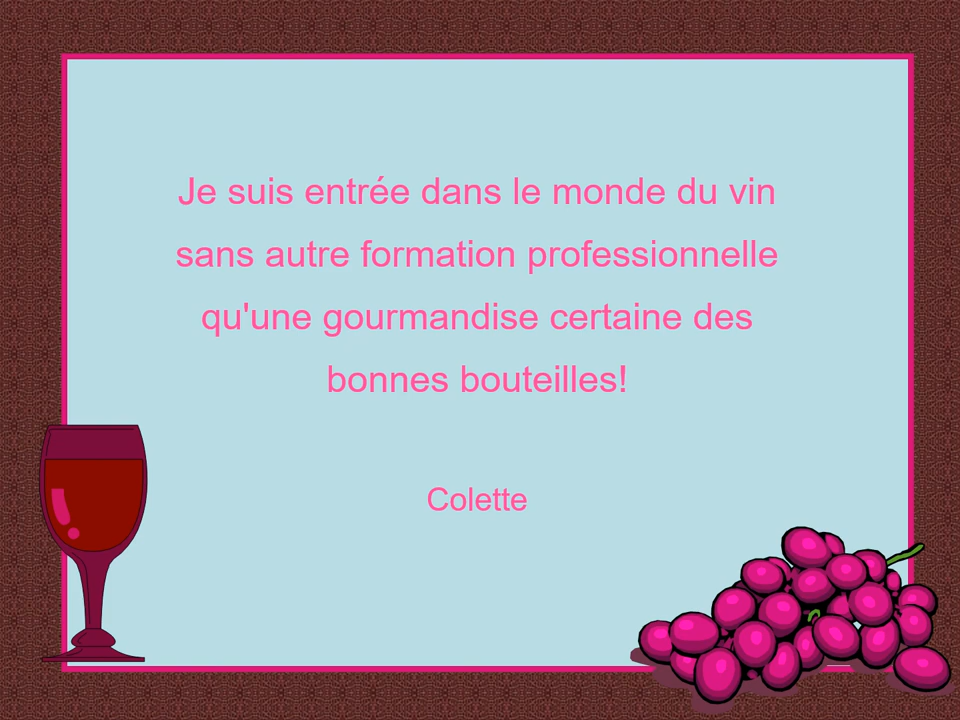 Je suis entrée dans le monde du vin
sans autre formation professionnelle
qu'une gourmandise certaine des
bonnes bouteilles!
Colette